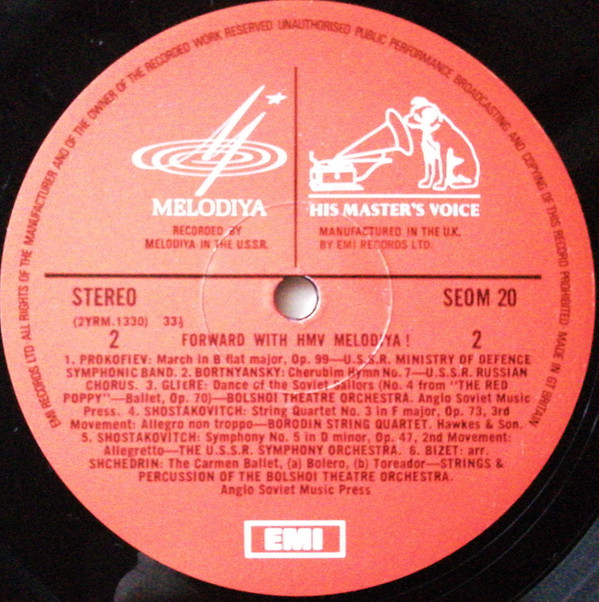 EMI RECORDS LTD ALL RIGHTS OF THE MANUFACTURER AND OF THE OWNER OF THE RECORDED WORK RESERVED UNAUTHORISED PUBLIC PERFORMANCE BROADCASTING AND COPYING OF THIS RECORD PROHIBITED MADE IN GT BRITAIN
MELODIYA
HIS MASTER'S VOICE
RECORDED BY
MELODIYA IN THE U.S.S.R.
MANUFACTURED IN THE U.K.
BY EMI RECORDS LTD.
STEREO
SEOM 20
(2YRM.1330) 33⅓
2 FORWARD WITH HMV MELODIYA! 2
1. PROKOFIEV: March in B flat major, Op. 99—U.S.S.R. MINISTRY OF DEFENCE
SYMPHONIC BAND. 2. BORTNYANSKY: Cherubim Hymn No. 7—U.S.S.R. RUSSIAN
CHORUS. 3. GLIERE: Dance of the Soviet Sailors (No. 4 from "THE RED
POPPY"—Ballet, Op. 70)—BOLSHOI THEATRE ORCHESTRA. Anglo Soviet Music
Press. 4. SHOSTAKOVITCH: String Quartet No. 3 in F major, Op. 73, 3rd
Movement: Allegro non troppo—BORODIN STRING QUARTET. Hawkes & Son.
5. SHOSTAKOVITCH: Symphony No. 5 in D minor, Op. 47, 2nd Movement:
Allegretto—THE U.S.S.R. SYMPHONY ORCHESTRA. 6. BIZET: arr.
SHCHEDRIN: The Carmen Ballet, (a) Bolero, (b) Toreador—STRINGS &
PERCUSSION OF THE BOLSHOI THEATRE ORCHESTRA.
Anglo Soviet Music Press
EMI